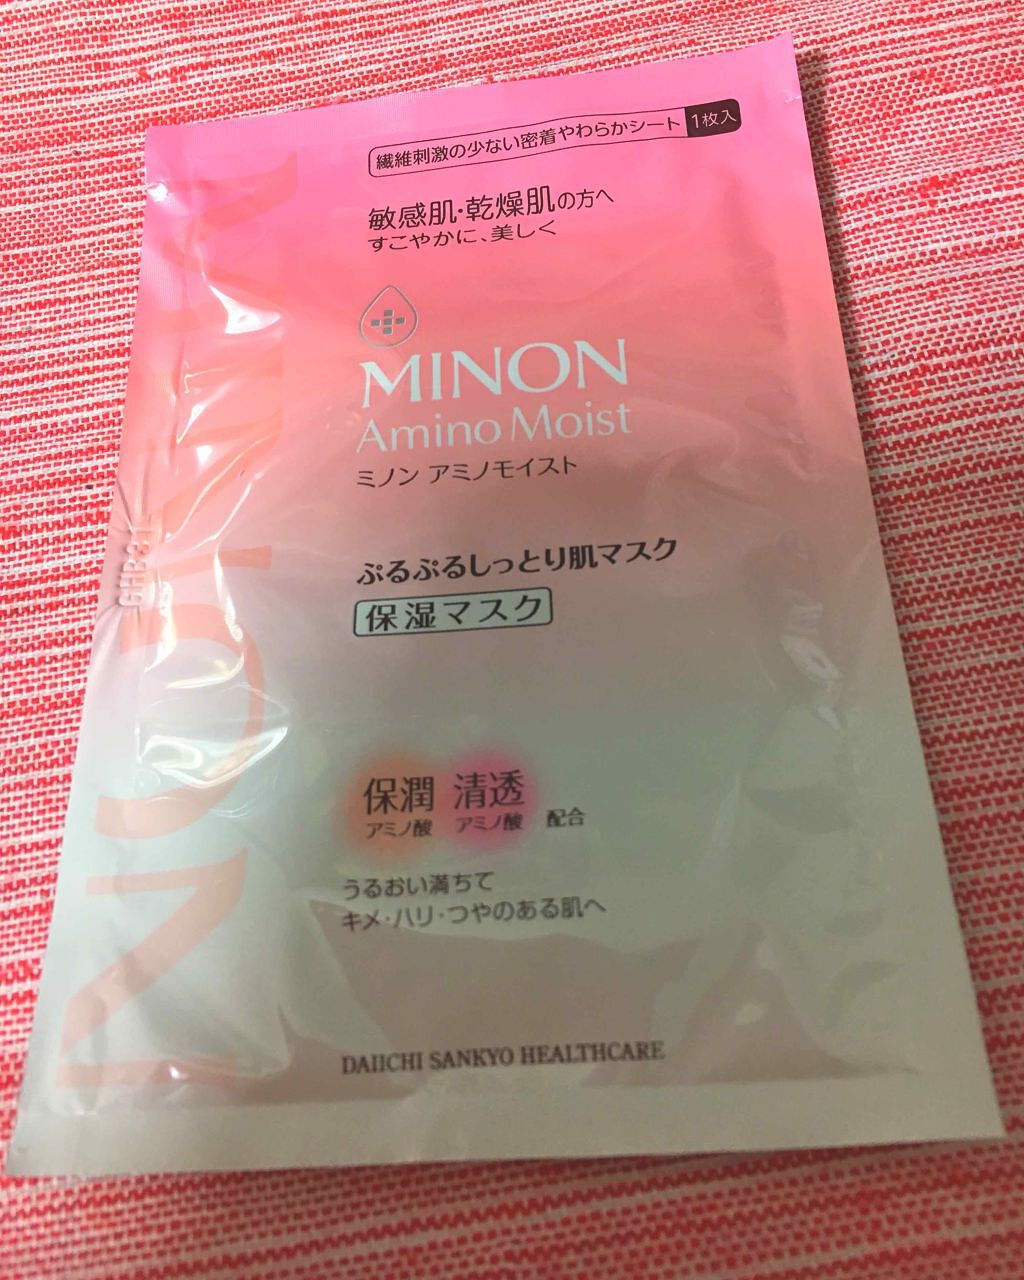 繊維刺激の少ない密着やわらかシート 1枚入
敏感肌・乾燥肌の方へ
すこやかに、美しく
MINON
Amino Moist
ミノン アミノモイスト
ぷるぷるしっとり肌マスク
保湿マスク
保潤 清透
アミノ酸 アミノ酸 配合
うるおい満ちて
キメ・ハリ・つやのある肌へ
DAIICHI SANKYO HEALTHCARE
MINON